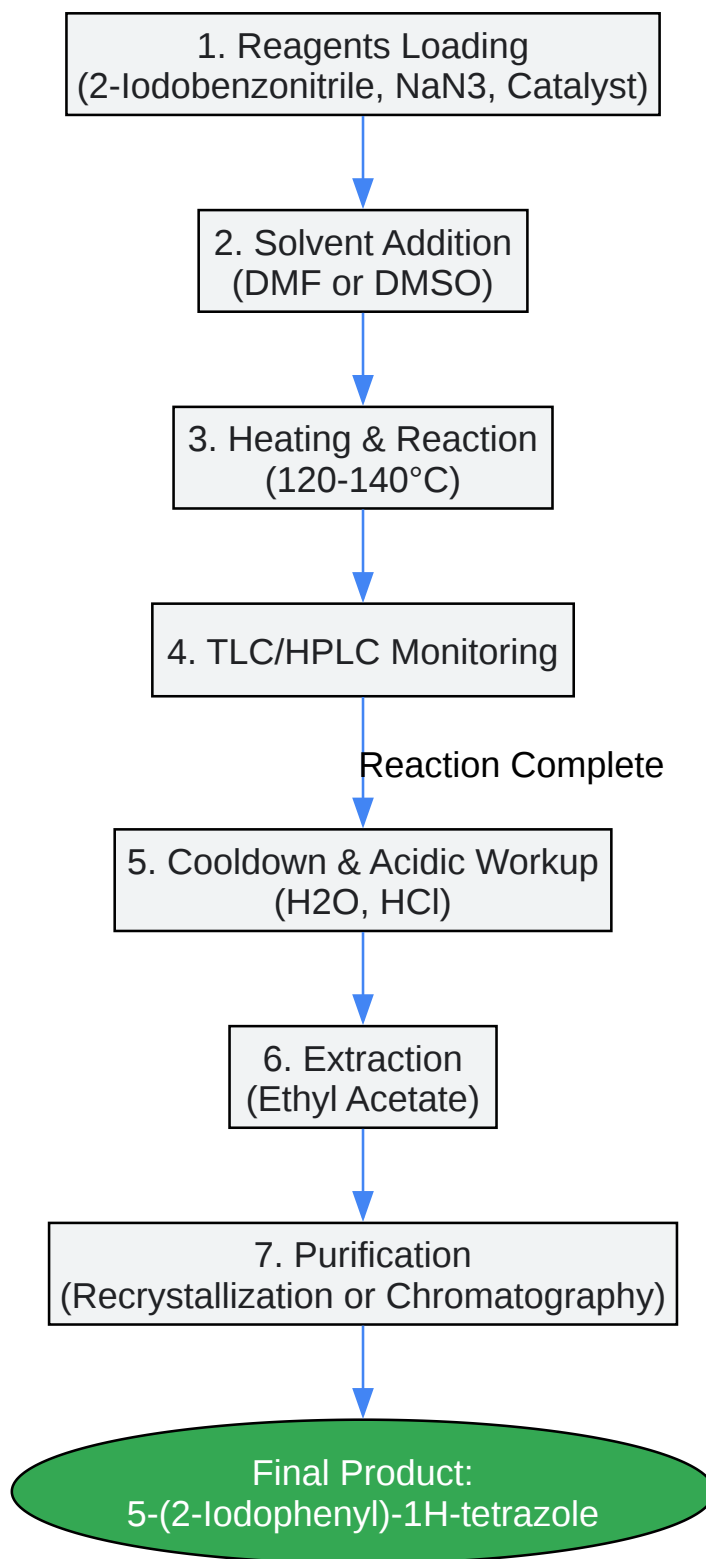 1. Reagents Loading
(2-Iodobenzonitrile, NaN3, Catalyst)
2. Solvent Addition
(DMF or DMSO)
3. Heating & Reaction
(120-140°C)
4. TLC/HPLC Monitoring
Reaction Complete
5. Cooldown & Acidic Workup
(H2O, HCl)
6. Extraction
(Ethyl Acetate)
7. Purification
(Recrystallization or Chromatography)
Final Product:
5-(2-Iodophenyl)-1H-tetrazole